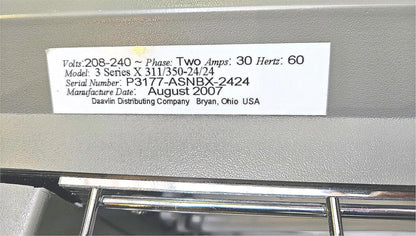 Volts: 208-240 ~ Phase: Two Amps: 30 Hertz: 60
Model: 3 Series X 311/350-24/24
Serial Number: P3177-ASNBX-2424
Manufacture Date: August 2007
Daavlin Distributing Company Bryan, Ohio USA